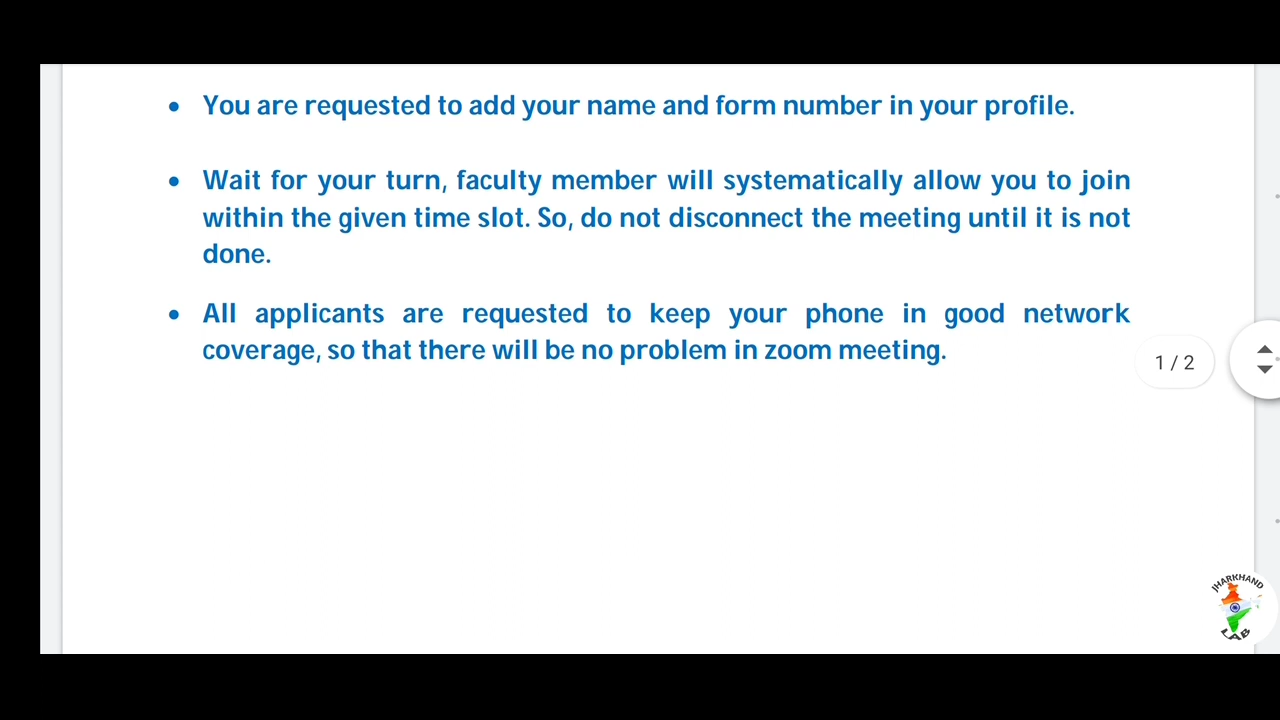 • You are requested to add your name and form number in your profile.
• Wait for your turn, faculty member will systematically allow you to join
within the given time slot. So, do not disconnect the meeting until it is not
done.
• All applicants are requested to keep your phone in good network
coverage, so that there will be no problem in zoom meeting.
1 / 2
JHARKHAND
LAB